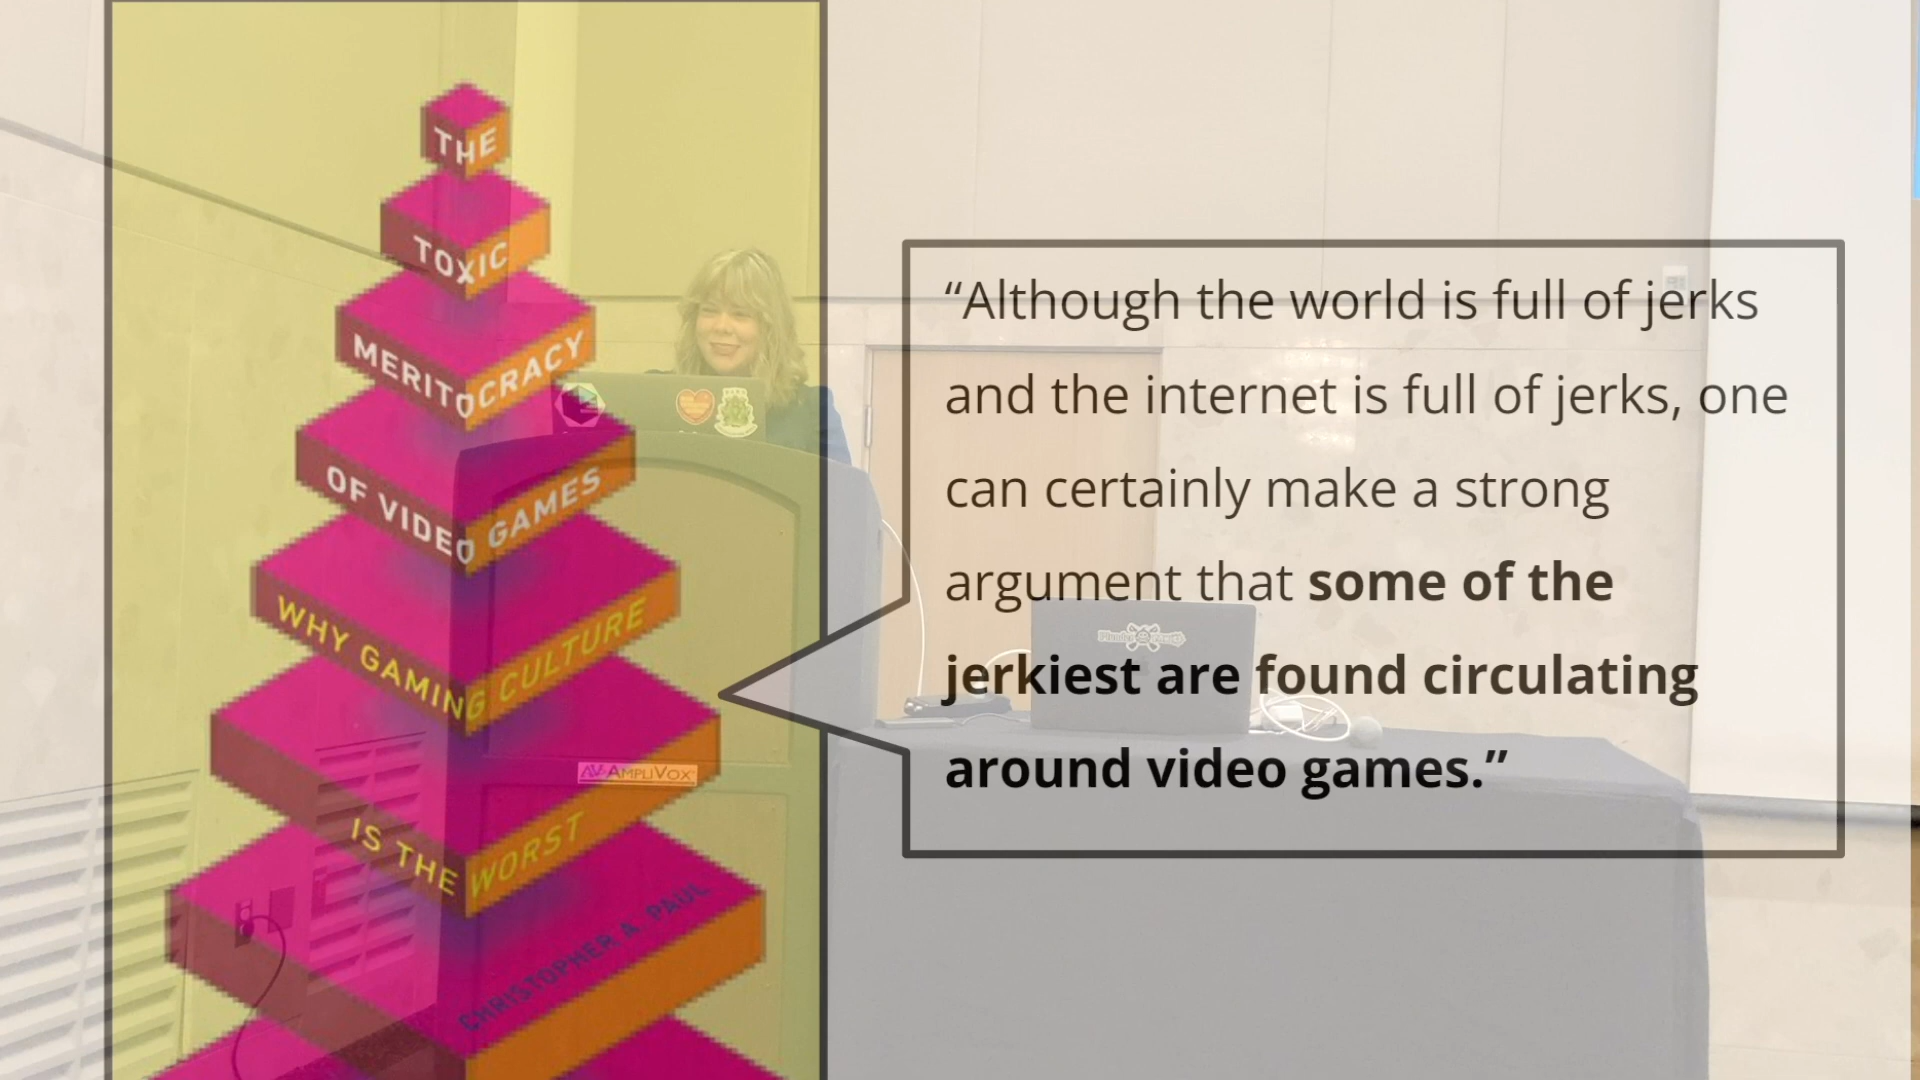 THE
TOXIC
MERITOCRACY
OF VIDEO GAMES
WHY GAMING CULTURE
IS THE WORST
CHRISTOPHER A. PAUL
“Although the world is full of jerks
and the internet is full of jerks, one
can certainly make a strong
argument that some of the
jerkiest are found circulating
around video games.”
AV AMPLIVOX